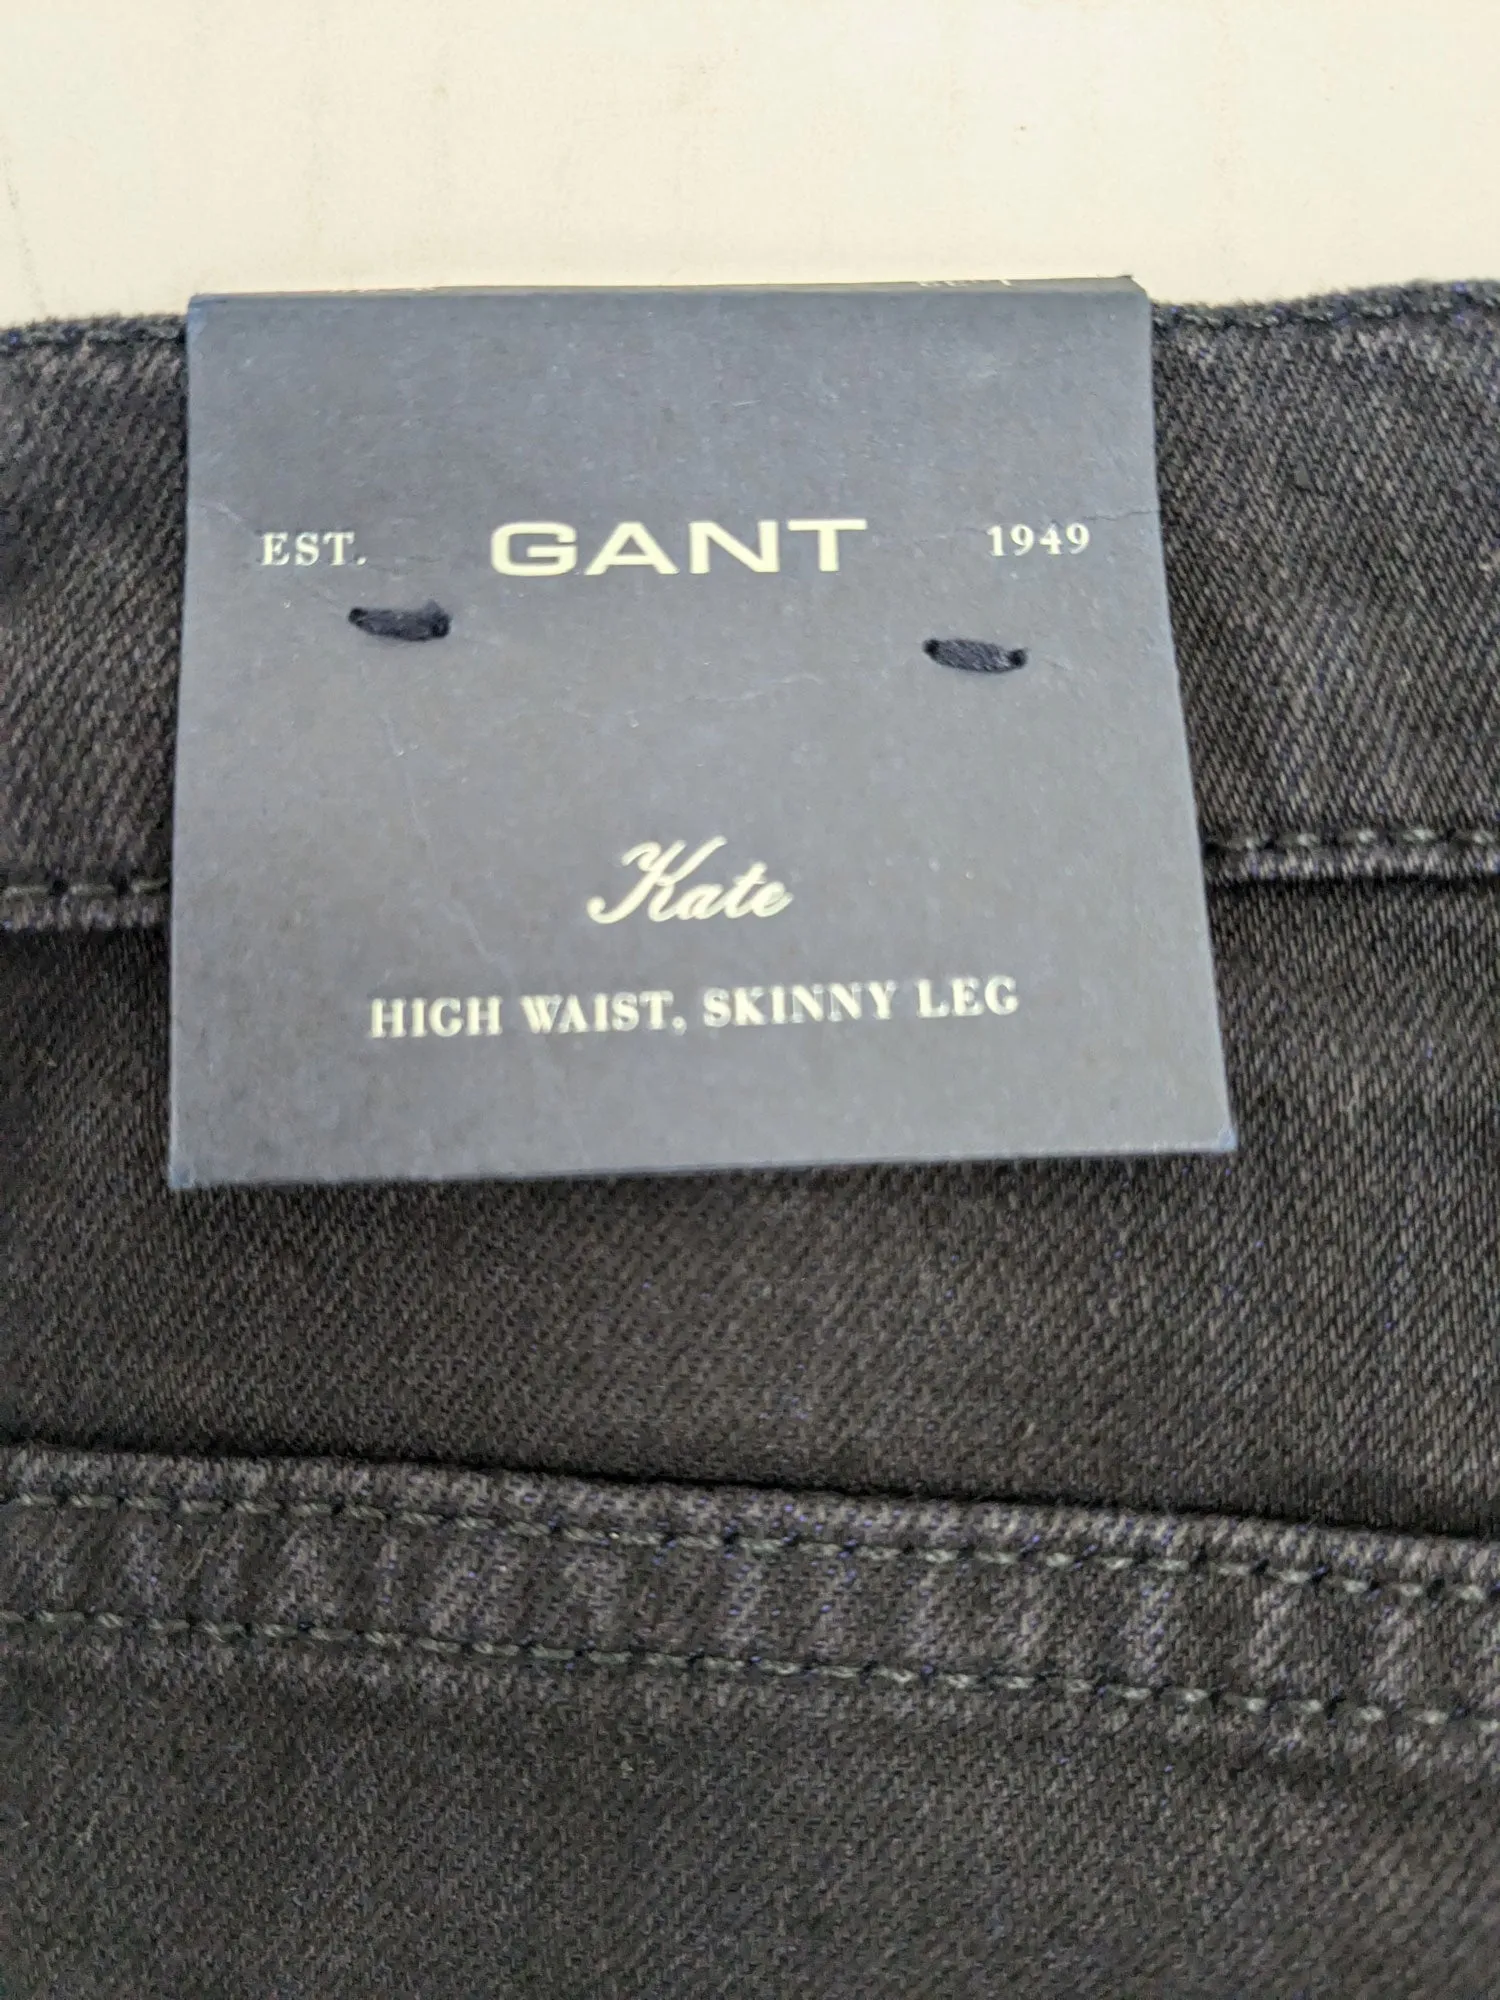 EST. GANT 1949
Kate
HIGH WAIST, SKINNY LEG